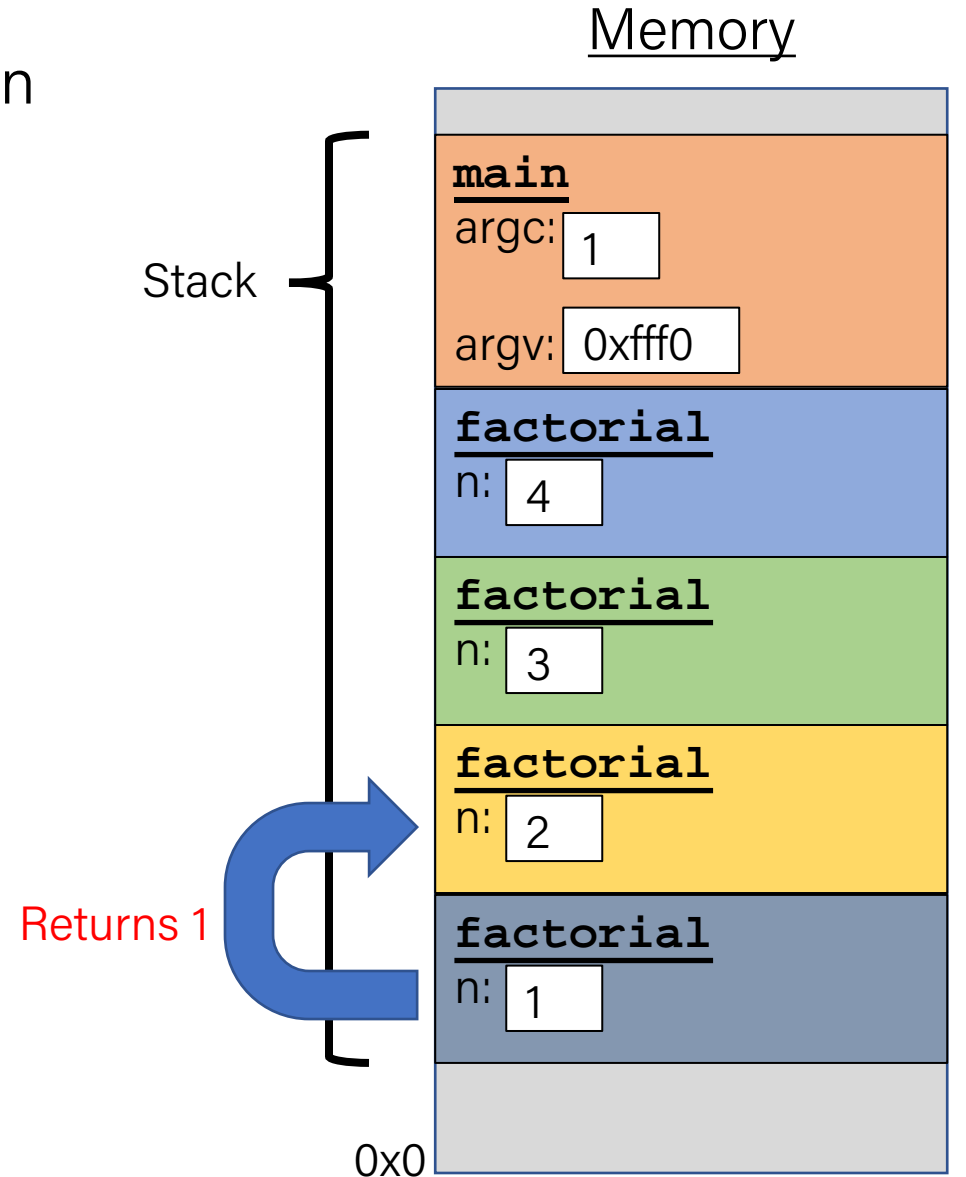 Memory
n
main
argc: 1
Stack
argv: 0xfff0
factorial
n: 4
factorial
n: 3
factorial
n: 2
Returns 1
factorial
n: 1
0x0